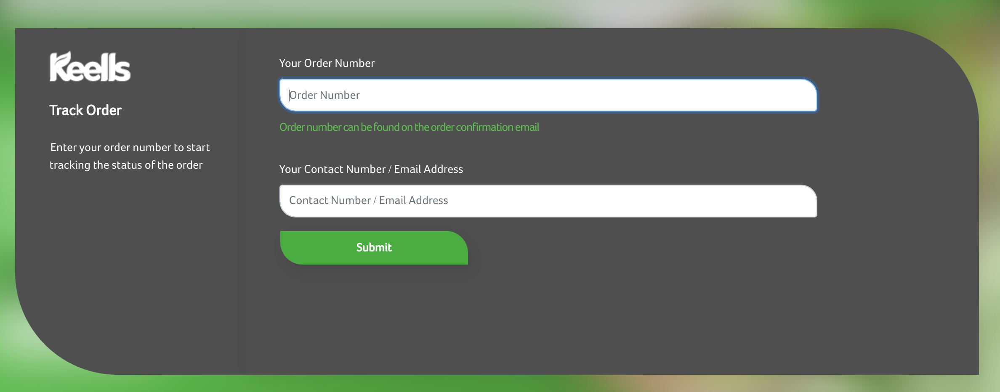 Keells
Track Order
Enter your order number to start
tracking the status of the order
Your Order Number
Order Number
Order number can be found on the order confirmation email
Your Contact Number / Email Address
Contact Number / Email Address
Submit